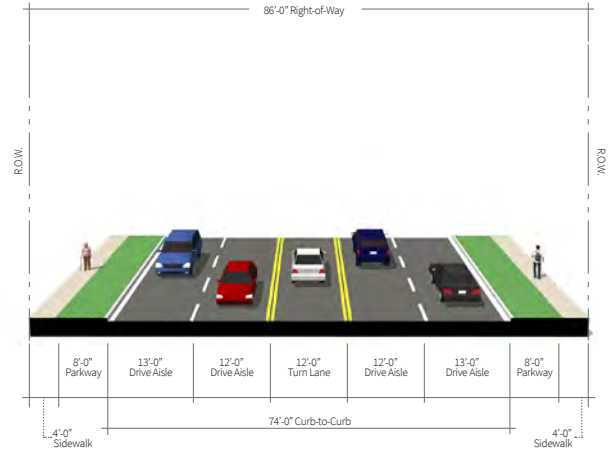 86'-0" Right-of-Way
R.O.W.
R.O.W.
8'-0"
Parkway
13'-0"
Drive Aisle
12'-0"
Drive Aisle
12'-0"
Turn Lane
12'-0"
Drive Aisle
13'-0"
Drive Aisle
8'-0"
Parkway
74'-0" Curb-to-Curb
4'-0"
Sidewalk
4'-0"
Sidewalk